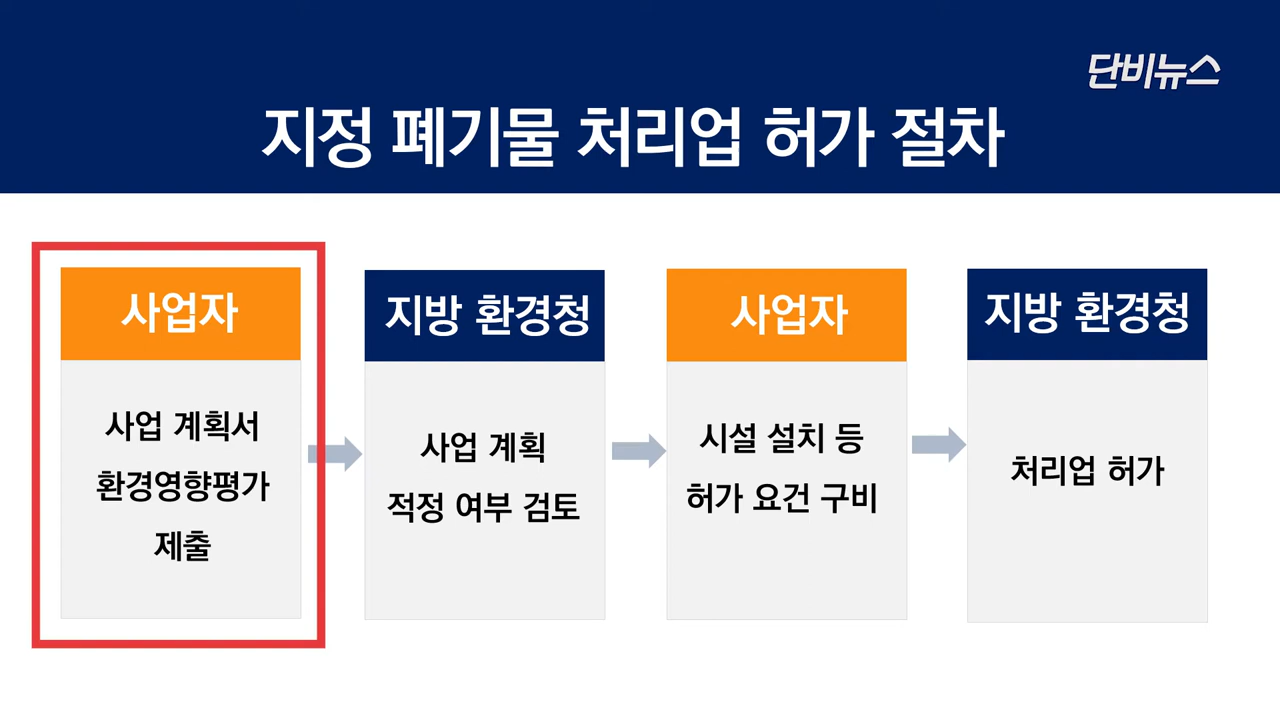 단비뉴스
지정 폐기물 처리업 허가 절차
사업자
사업 계획서
환경영향평가
제출
지방 환경청
사업 계획
적정 여부 검토
사업자
시설 설치 등
허가 요건 구비
지방 환경청
처리업 허가